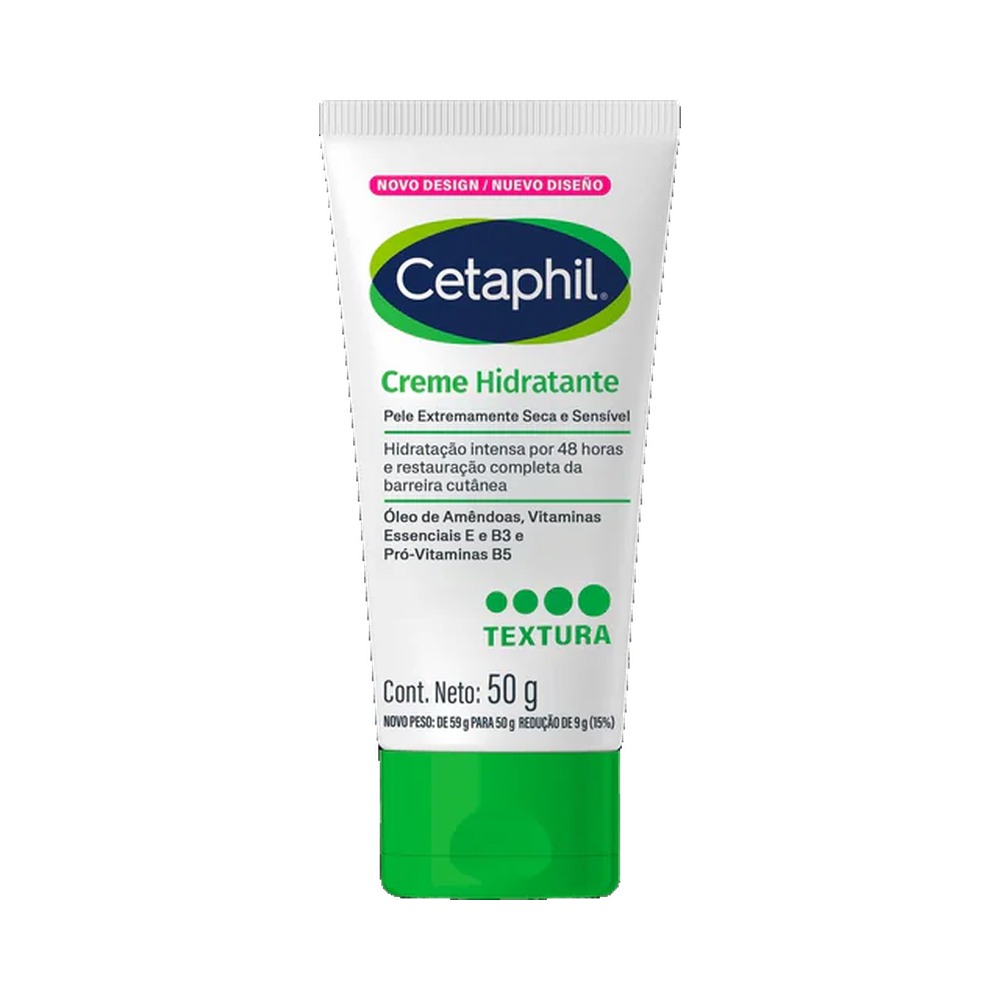 NOVO DESIGN / NUEVO DISEÑO
Cetaphil®
Creme Hidratante
Pele Extremamente Seca e Sensível
Hidratação intensa por 48 horas
e restauração completa da
barreira cutânea
Óleo de Amêndoas, Vitaminas
Essenciais E e B3 e
Pró-Vitaminas B5
TEXTURA
Cont. Neto: 50 g
NOVO PESO: DE 59 g PARA 50 g REDUÇÃO DE 9 g (15%)